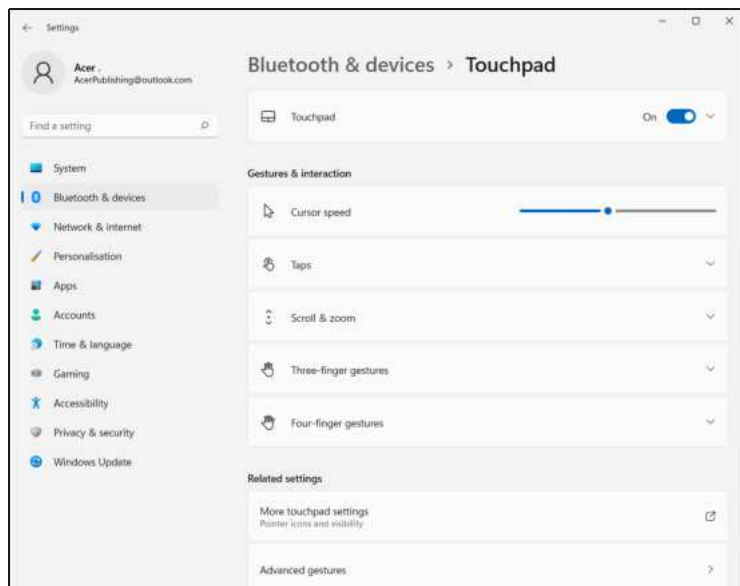 Settings
Acer .
AcerPublishing@outlook.com
Find a setting
System
Bluetooth & devices
Network & internet
Personalisation
Apps
Accounts
Time & language
Gaming
Accessibility
Privacy & security
Windows Update
Bluetooth & devices > Touchpad
Touchpad On
Gestures & interaction
Cursor speed
Taps
Scroll & zoom
Three-finger gestures
Four-finger gestures
Related settings
More touchpad settings
Pointer icons and visibility
Advanced gestures